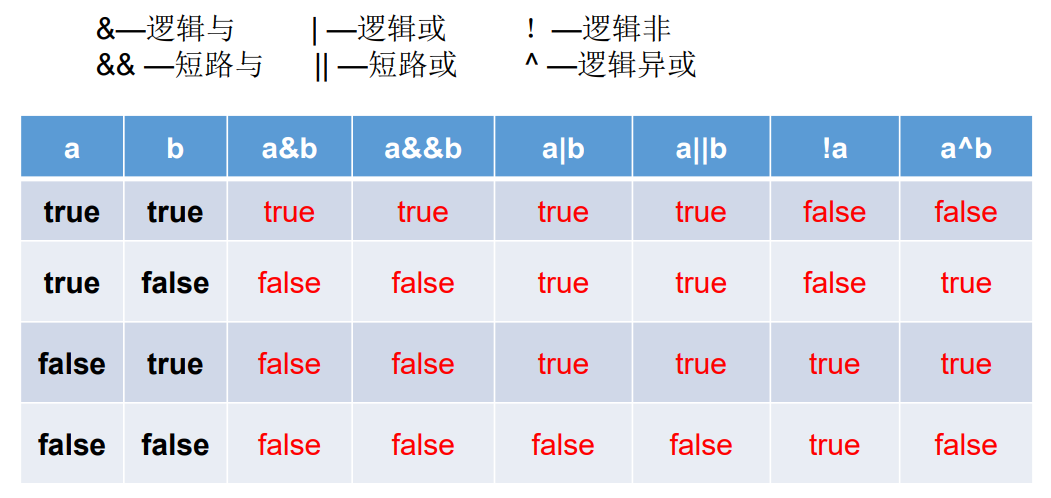 &—逻辑与 | —逻辑或 ! —逻辑非
&& —短路与 || —短路或 ^ —逻辑异或
a b a&b a&&b a|b a||b !a a^b
true true true true true true false false
true false false false true true false true
false true false false true true true true
false false false false false false true false